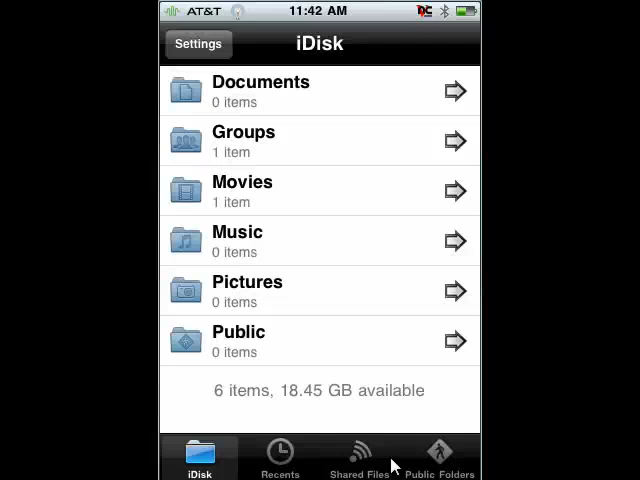 AT&T 11:42 AM
Settings
iDisk
Documents
0 items
Groups
1 item
Movies
1 item
Music
0 items
Pictures
0 items
Public
0 items
6 items, 18.45 GB available
iDisk Recents Shared Files Public Folders